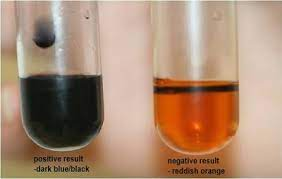 positive result
-dark blue/black
negative result
- reddish orange